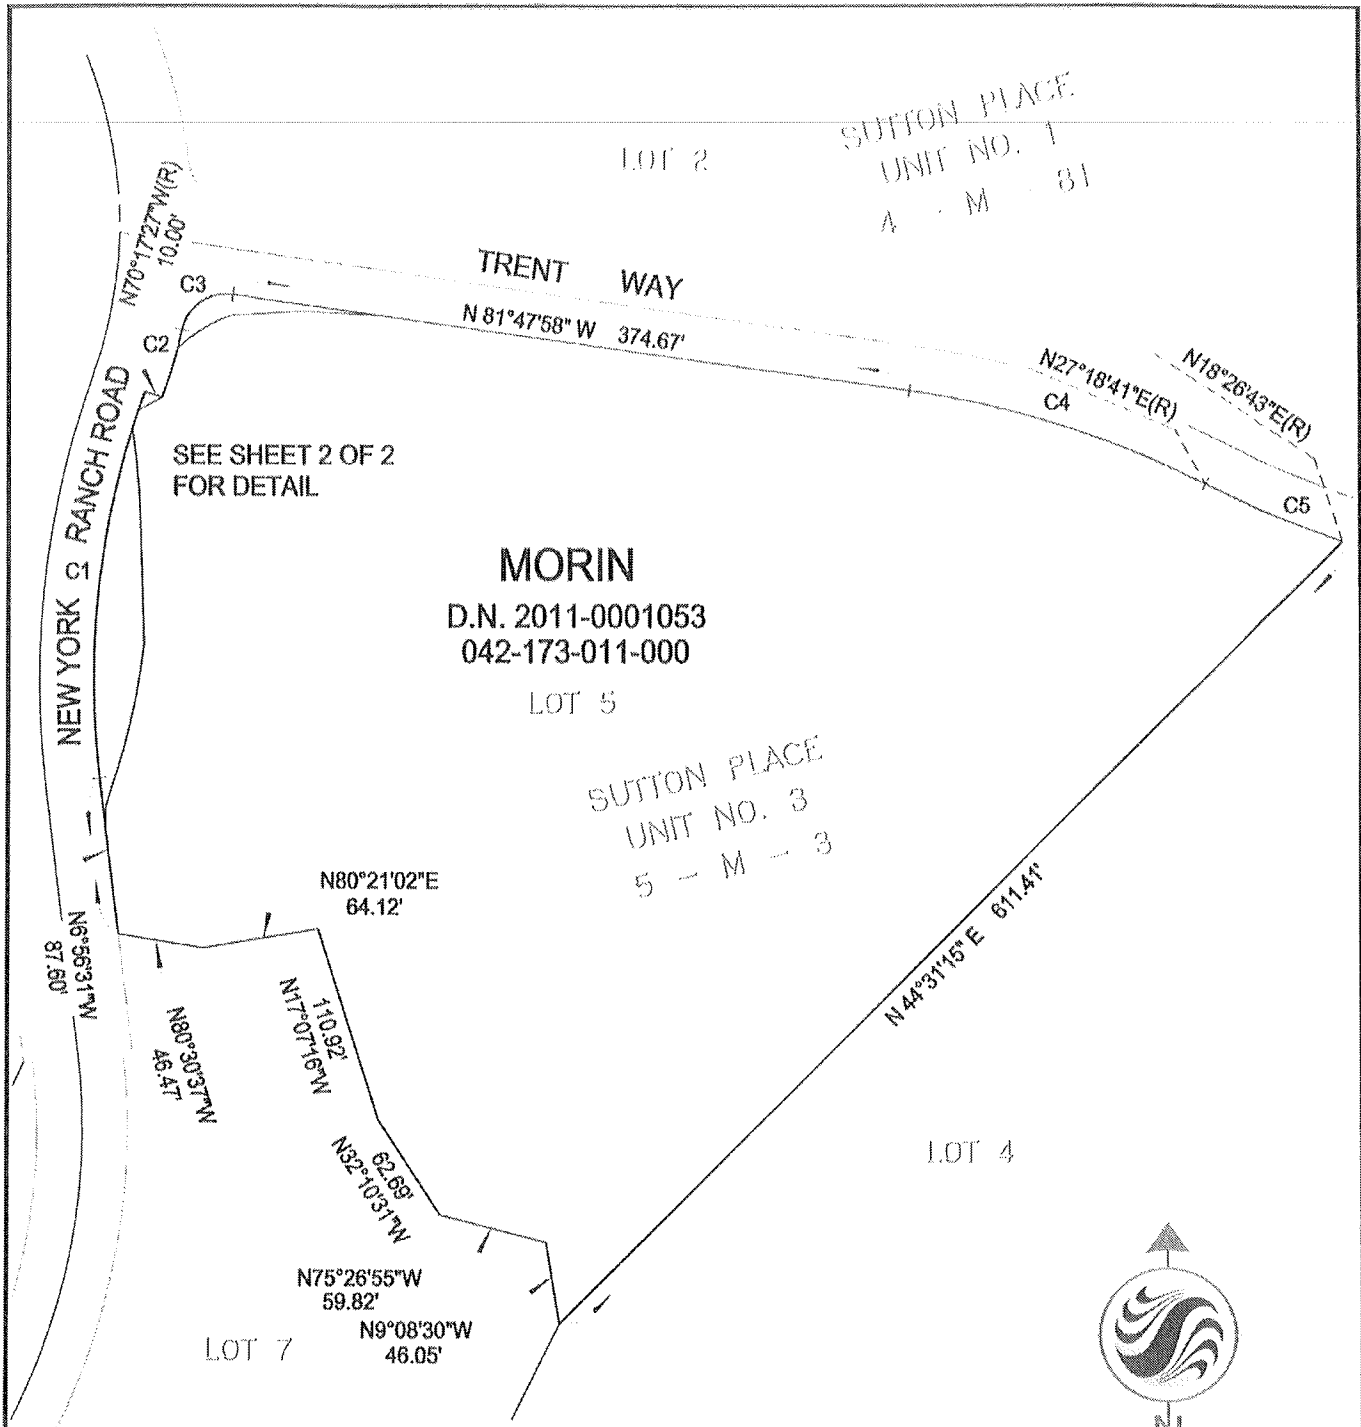 SUTTON PLACE
UNIT NO. 1
4 - M - 81
LOT 2
N70°17'27"W(R)
10.00'
TRENT WAY
C3
N 81°47'58" W 374.67'
C2
N27°18'41"E(R)
N18°26'43"E(R)
C4
C5
SEE SHEET 2 OF 2
FOR DETAIL
NEW YORK RANCH ROAD
C1
MORIN
D.N. 2011-0001053
042-173-011-000
LOT 5
SUTTON PLACE
UNIT NO. 3
5 - M - 3
N80°21'02"E
64.12'
N 44°31'15" E 611.41'
N6°56'31"W
87.60'
N80°30'37"W
46.47'
110.92'
N17°07'16"W
62.69'
N32°10'31"W
LOT 4
N75°26'55"W
59.82'
N9°08'30"W
46.05'
LOT 7